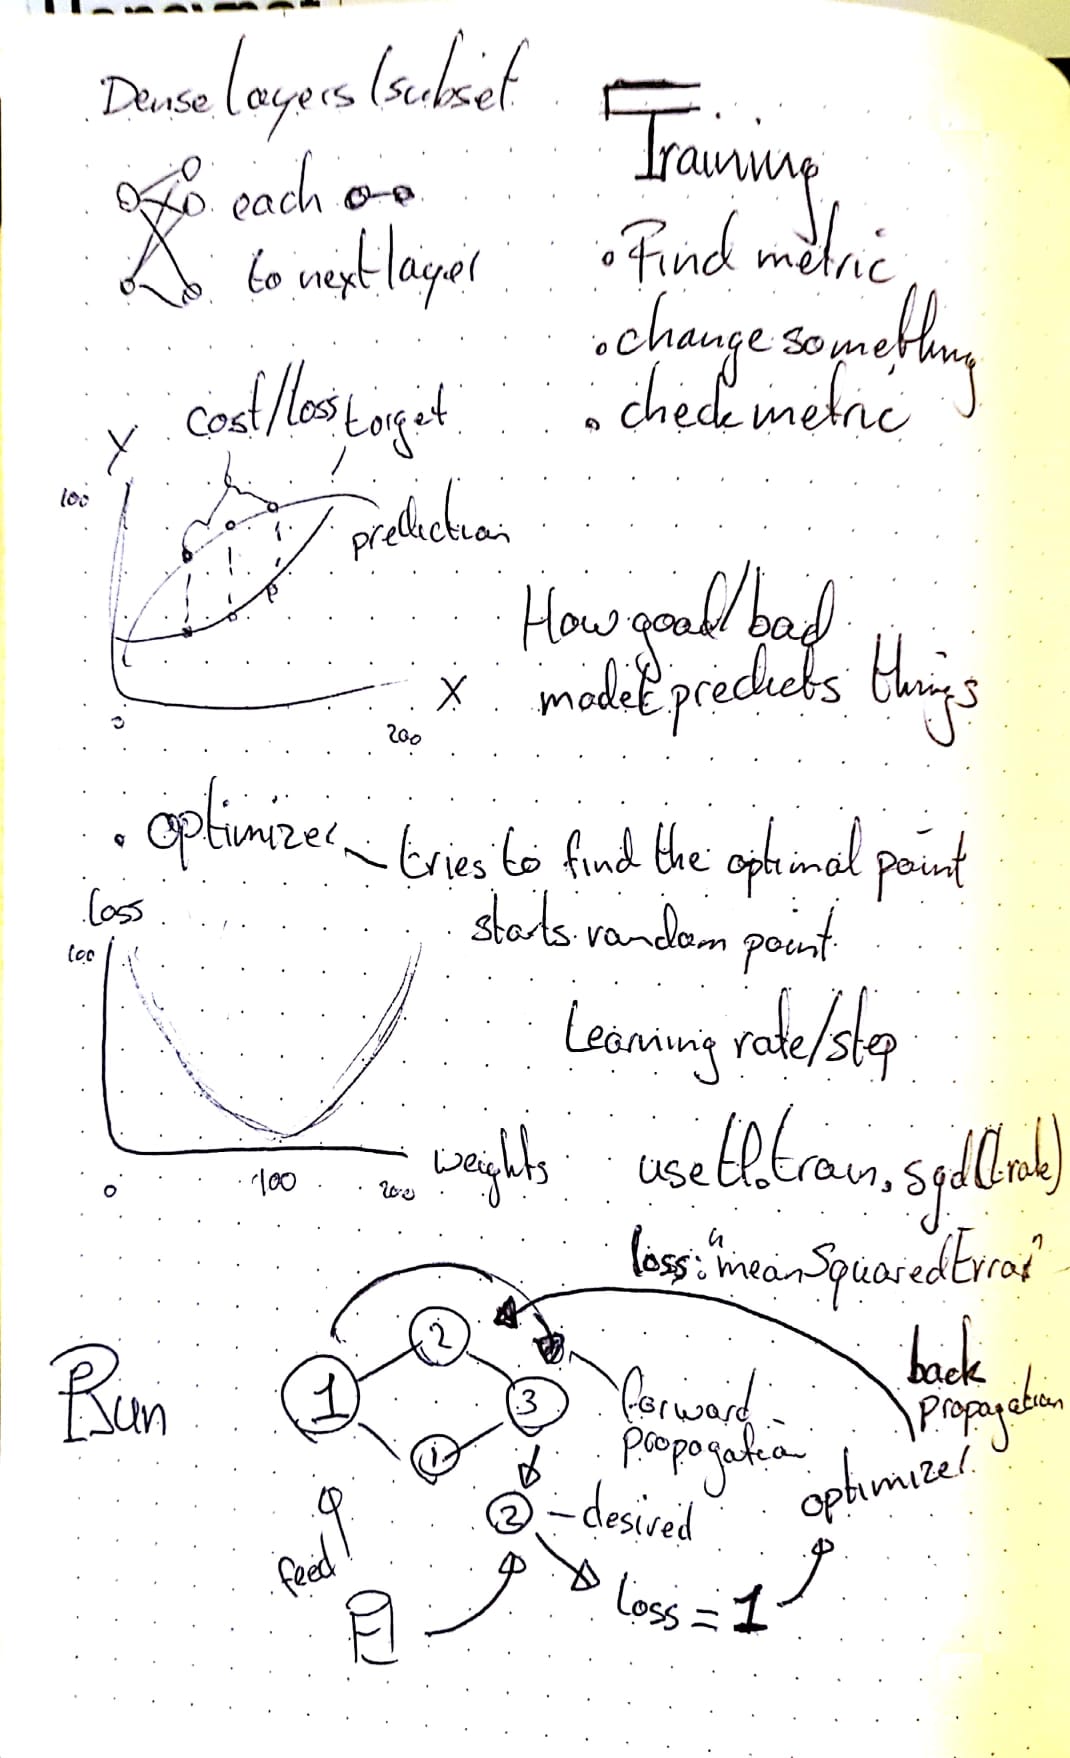 Dense layers (subset
each
to next layer
Training
Find metric
change something
check metric
Y
cost/loss
target
100
prediction
X
0
200
How good/bad
model predicts things
optimizer
tries to find the optimal point
starts random point
loss
100
Learning rate/step
weights
0
100
200
use tf.train, sgd(lrate)
loss: "meanSquaredError"
Run
1
2
3
1
forward
propogation
back
propagation
optimizer
2 - desired
feed
loss = 1